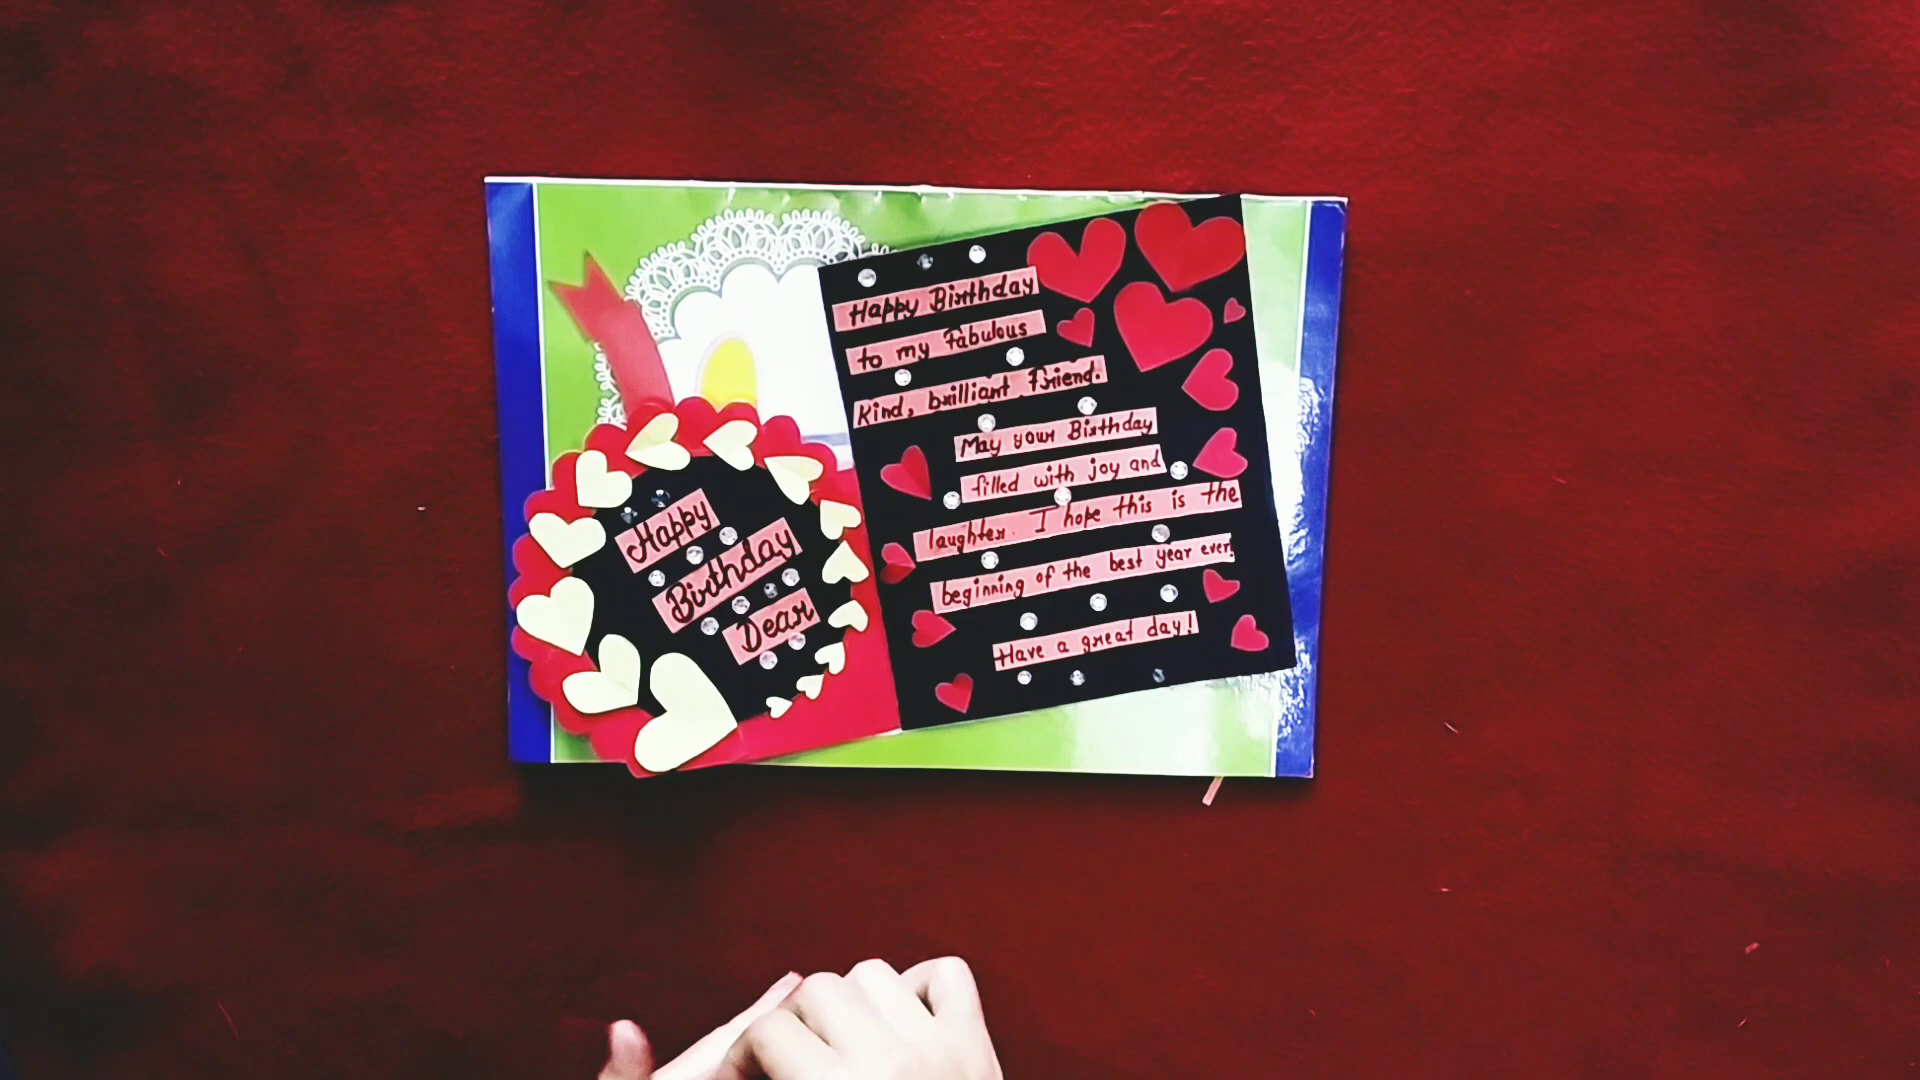 Happy
Birthday
Dear
Happy Birthday
to my Fabulous
Kind, brilliant Friend.
May your Birthday
filled with joy and
laughter. I hope this is the
beginning of the best year ever!
Have a great day!